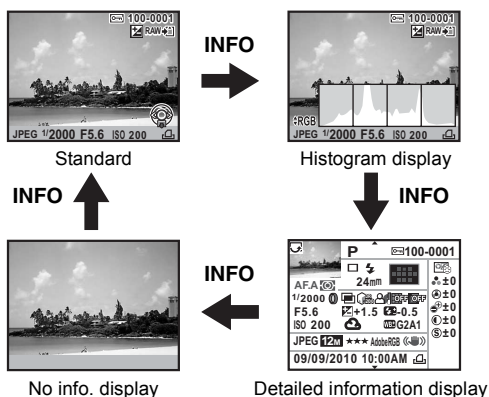 100-0001
RAW
JPEG 1/2000 F5.6 ISO 200
Standard
INFO
100-0001
RAW
RGB
JPEG 1/2000 F5.6 ISO 200
Histogram display
INFO
INFO
P 100-0001
24mm
AF.A
±0
1/2000 OFF OFF
±0
F5.6 +1.5 -0.5
±0
ISO 200 WB G2A1
±0
S ±0
JPEG 12M ★★★ AdobeRGB
09/09/2010 10:00AM
Detailed information display
INFO
No info. display